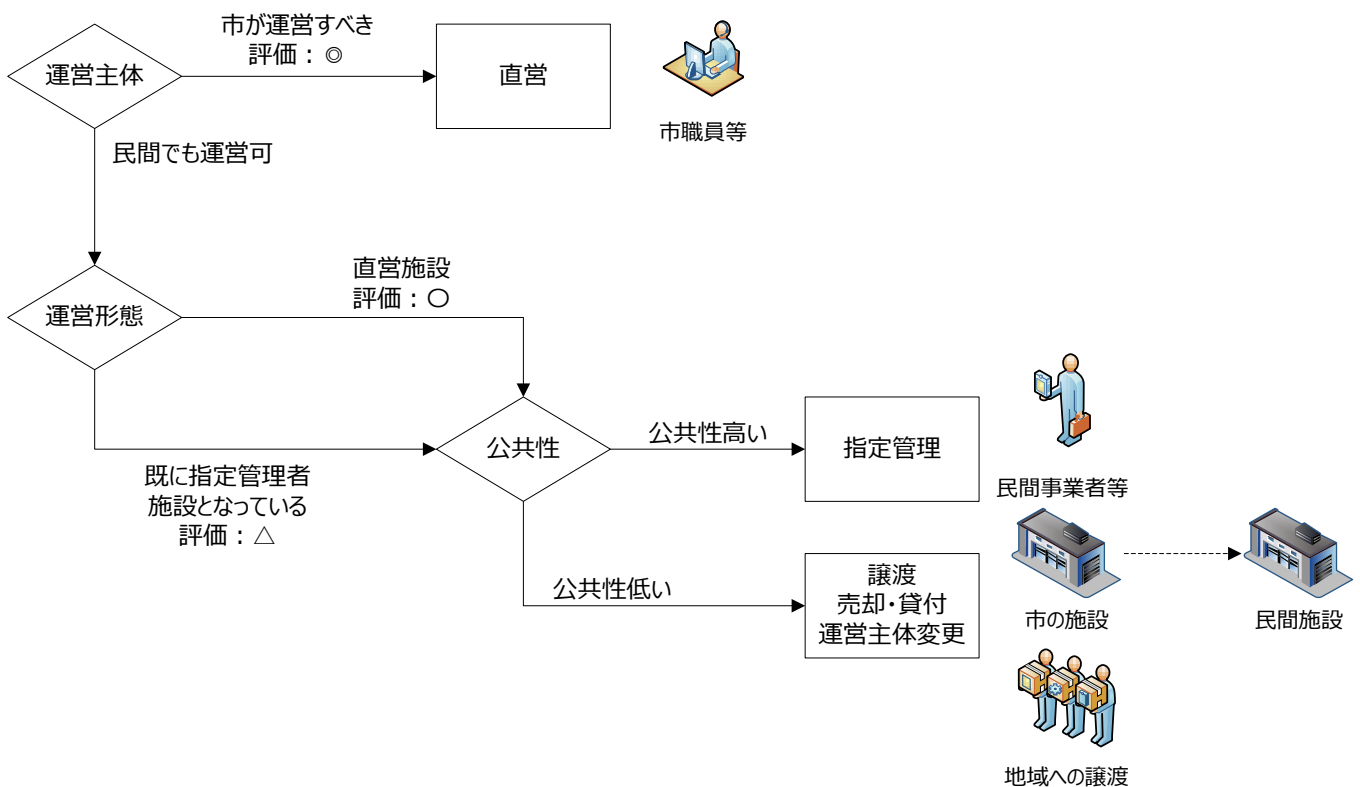 市が運営すべき
評価：◎
運営主体
直営
市職員等
民間でも運営可
直営施設
評価：〇
運営形態
公共性
公共性高い
指定管理
民間事業者等
既に指定管理者
施設となっている
評価：△
公共性低い
譲渡
売却・貸付
運営主体変更
市の施設
民間施設
地域への譲渡